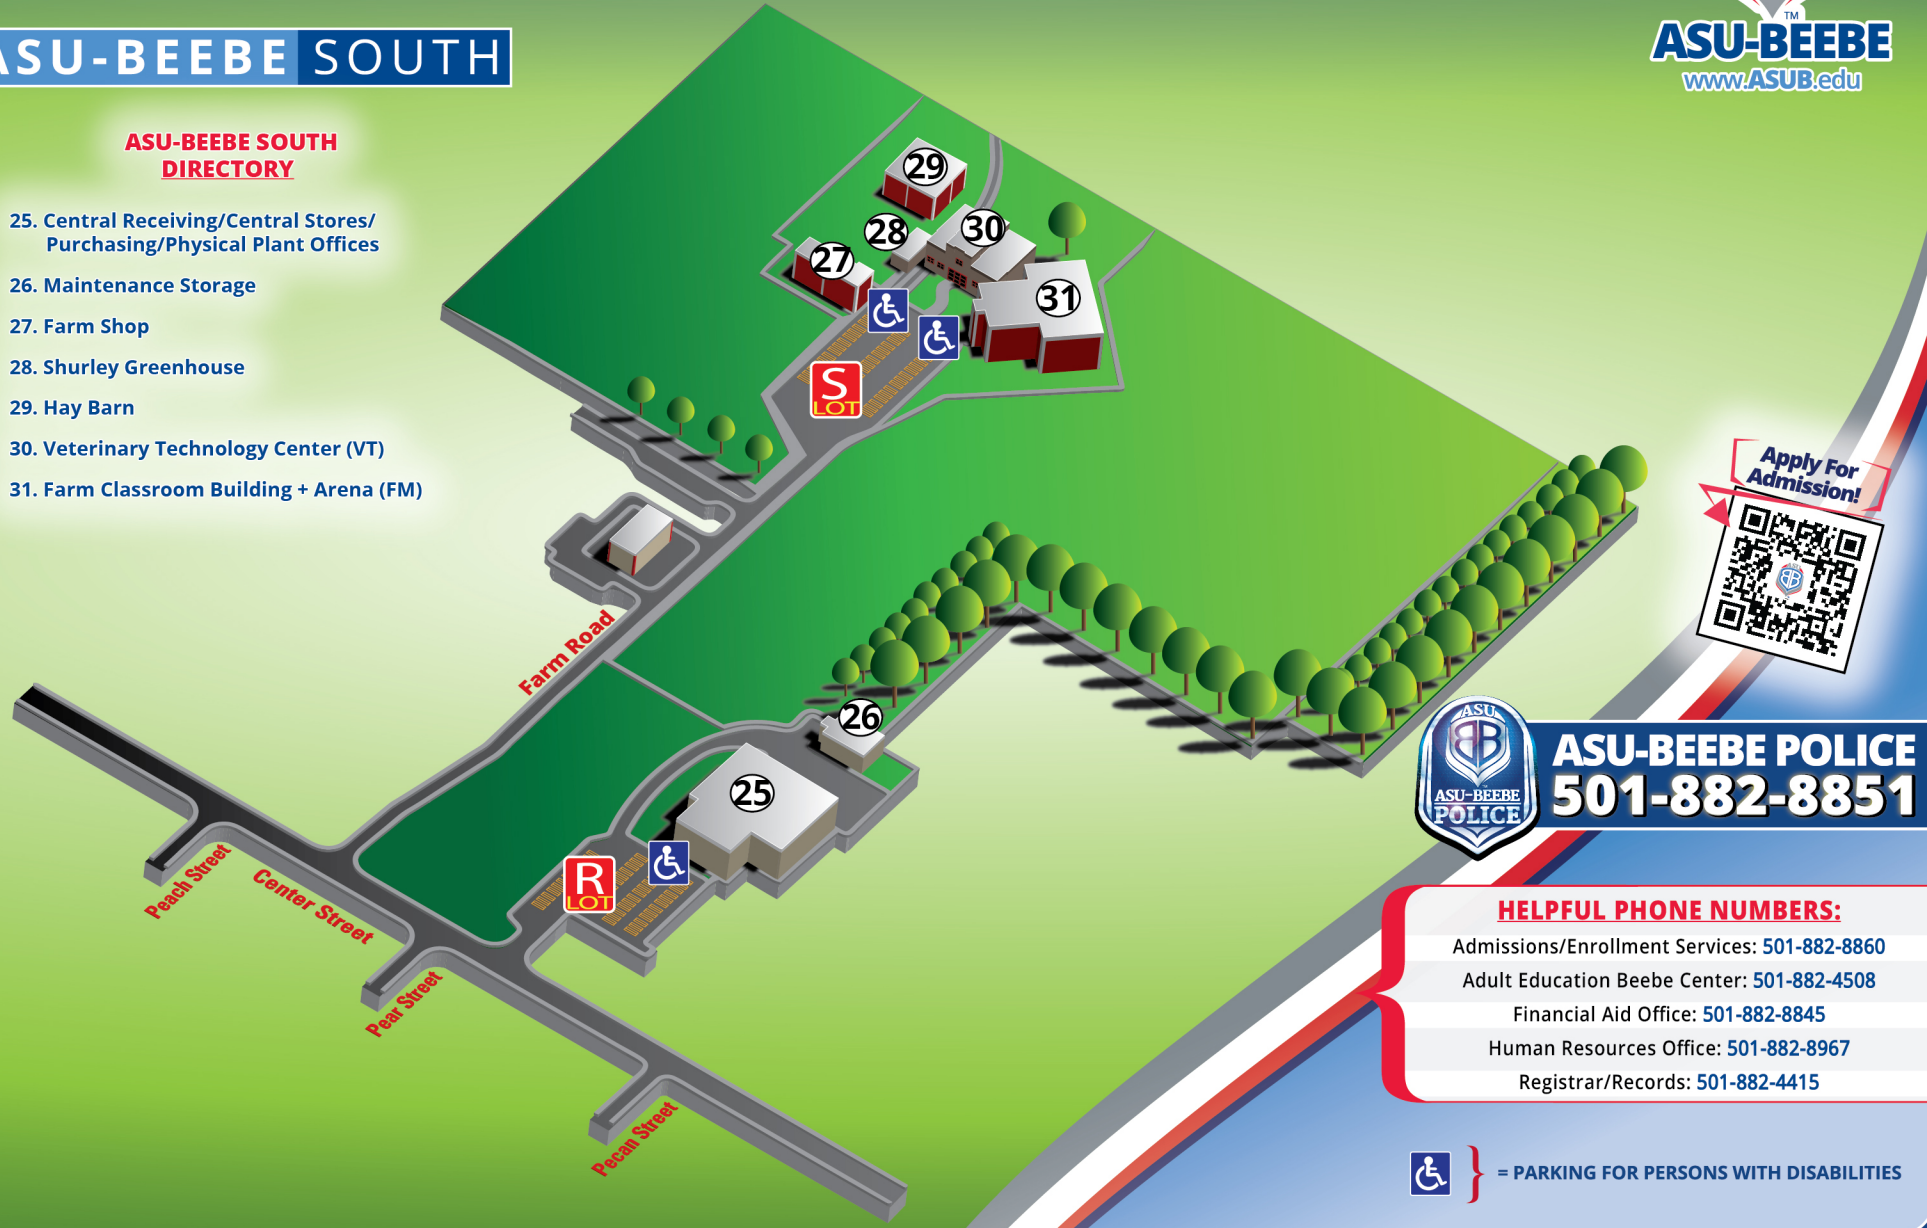 ASU-BEEBE SOUTH
TM
ASU-BEEBE
www.ASUB.edu
ASU-BEEBE SOUTH
DIRECTORY
25. Central Receiving/Central Stores/
Purchasing/Physical Plant Offices
26. Maintenance Storage
27. Farm Shop
28. Shurley Greenhouse
29. Hay Barn
30. Veterinary Technology Center (VT)
31. Farm Classroom Building + Arena (FM)
29
28
30
27
31
S
LOT
Apply For
Admission!
Farm Road
26
25
R
LOT
Peach Street
Center Street
Pear Street
Pecan Street
ASU
ASU-BEEBE
POLICE
ASU-BEEBE POLICE
501-882-8851
HELPFUL PHONE NUMBERS:
Admissions/Enrollment Services: 501-882-8860
Adult Education Beebe Center: 501-882-4508
Financial Aid Office: 501-882-8845
Human Resources Office: 501-882-8967
Registrar/Records: 501-882-4415
= PARKING FOR PERSONS WITH DISABILITIES